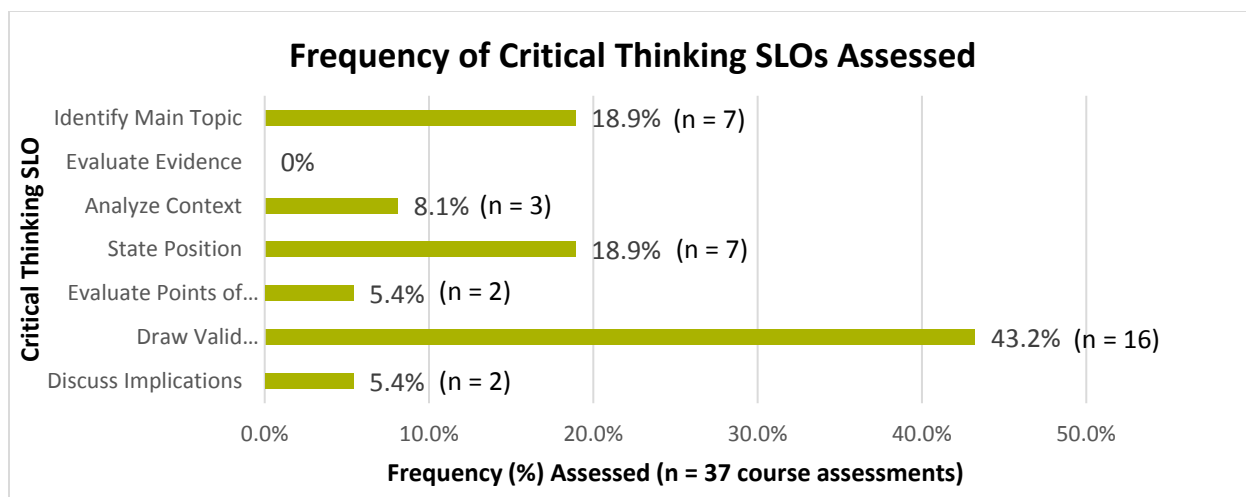 Frequency of Critical Thinking SLOs Assessed
Critical Thinking SLO
Identify Main Topic 18.9% (n = 7)
Evaluate Evidence 0%
Analyze Context 8.1% (n = 3)
State Position 18.9% (n = 7)
Evaluate Points of... 5.4% (n = 2)
Draw Valid... 43.2% (n = 16)
Discuss Implications 5.4% (n = 2)
0.0% 10.0% 20.0% 30.0% 40.0% 50.0%
Frequency (%) Assessed (n = 37 course assessments)